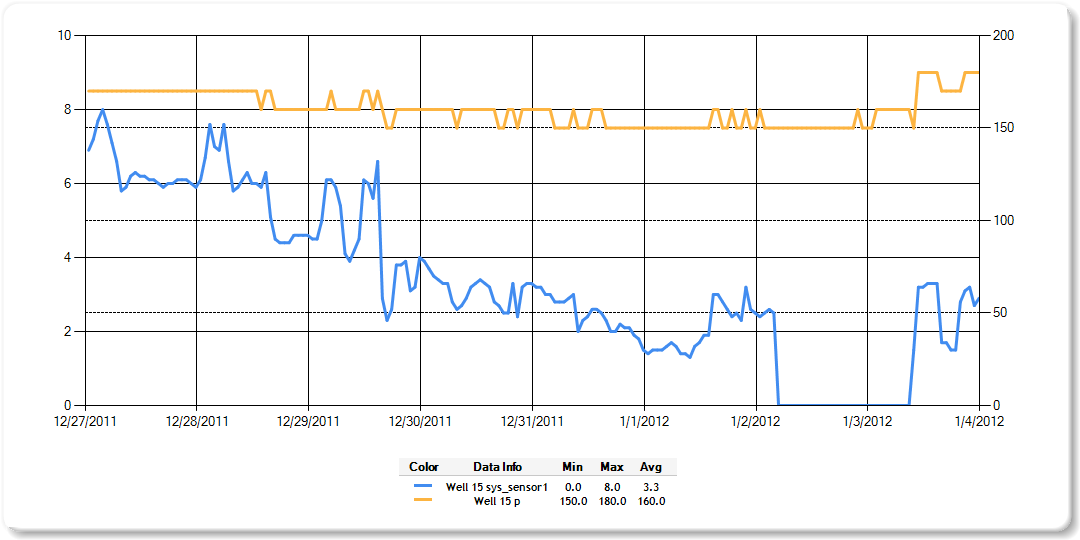 10 200
8
150
6
100
4
50
2
0 0
12/27/2011 12/28/2011 12/29/2011 12/30/2011 12/31/2011 1/1/2012 1/2/2012 1/3/2012 1/4/2012
Color Data Info Min Max Avg
Well 15 sys_sensor1 0.0 8.0 3.3
Well 15 p 150.0 180.0 160.0